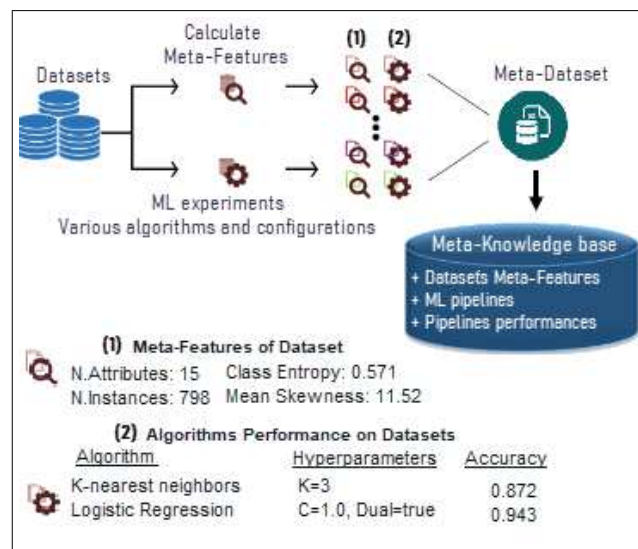 Calculate
Meta-Features
(1) (2)
Datasets
Meta-Dataset
ML experiments
Various algorithms and configurations
Meta-Knowledge base
+ Datasets Meta-Features
+ ML pipelines
+ Pipelines performances
(1) Meta-Features of Dataset
N.Attributes: 15 Class Entropy: 0.571
N.Instances: 798 Mean Skewness: 11.52
(2) Algorithms Performance on Datasets
Algorithm Hyperparameters Accuracy
K-nearest neighbors K=3 0.872
Logistic Regression C=1.0, Dual=true 0.943